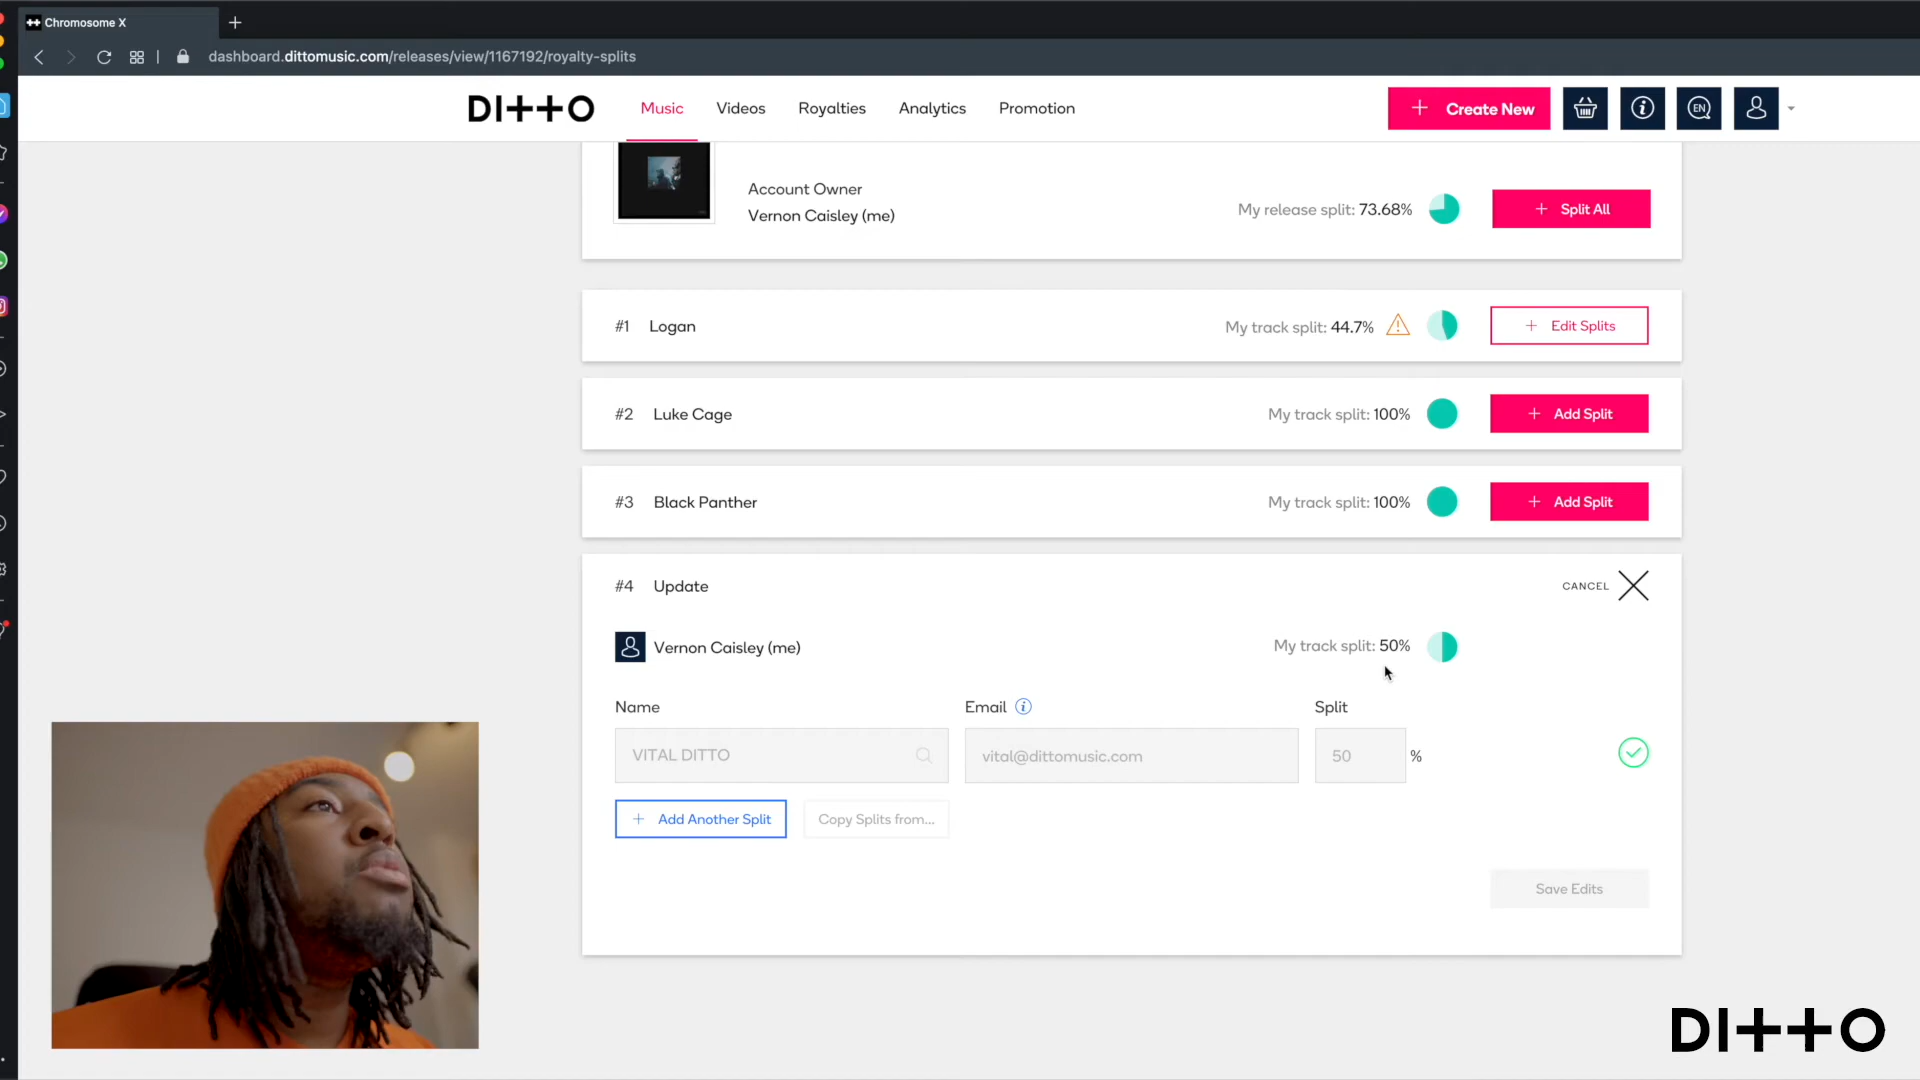 Chromosome X
dashboard.dittomusic.com/releases/view/1167192/royalty-splits
DITTO
Music
Videos
Royalties
Analytics
Promotion
Create New
EN
Account Owner
Vernon Caisley (me)
My release split: 73.68%
Split All
#1 Logan
My track split: 44.7%
Edit Splits
#2 Luke Cage
My track split: 100%
Add Split
#3 Black Panther
My track split: 100%
Add Split
#4 Update
CANCEL
Vernon Caisley (me)
My track split: 50%
Name
Email
Split
VITAL DITTO
vital@dittomusic.com
50 %
Add Another Split
Copy Splits from...
Save Edits
DITTO